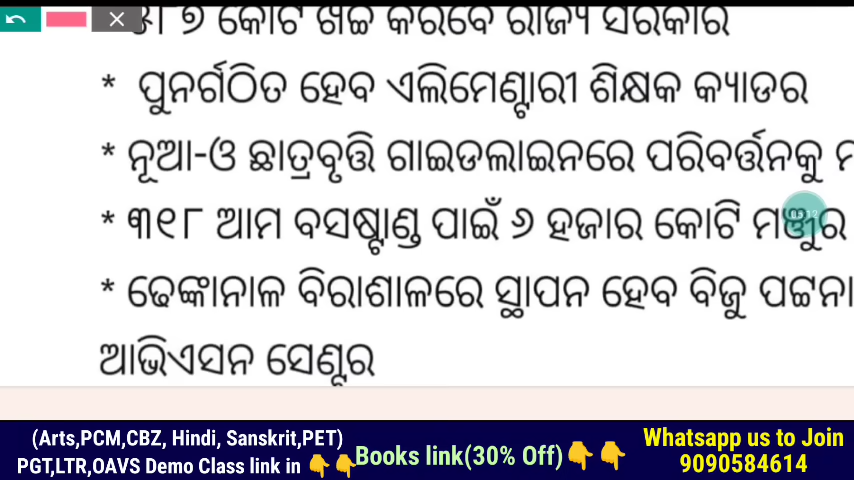 ୭ କୋଟି ଖର୍ଚ୍ଚ କରିବେ ରାଜ୍ୟ ସରକାର
* ପୁନର୍ଗଠିତ ହେବ ଏଲିମେଣ୍ଟାରୀ ଶିକ୍ଷକ କ୍ୟାଡର
* ନୂଆ-ଓ ଛାତ୍ରବୃତ୍ତି ଗାଇଡଲାଇନରେ ପରିବର୍ତ୍ତନକୁ
* ୩୧୮ ଆମ ବସଷ୍ଟାଣ୍ଡ ପାଇଁ ୬ ହଜାର କୋଟି ମଞ୍ଜୁର
* ଢେଙ୍କାନାଳ ବିରାଶାଳରେ ସ୍ଥାପନ ହେବ ବିଜୁ ପଟ୍ଟନା
ଆଭିଏସନ ସେଣ୍ଟର
(Arts,PCM,CBZ, Hindi, Sanskrit,PET)
PGT,LTR,OAVS Demo Class link in 👇👇
Books link(30% Off)👇👇
Whatsapp us to Join
9090584614